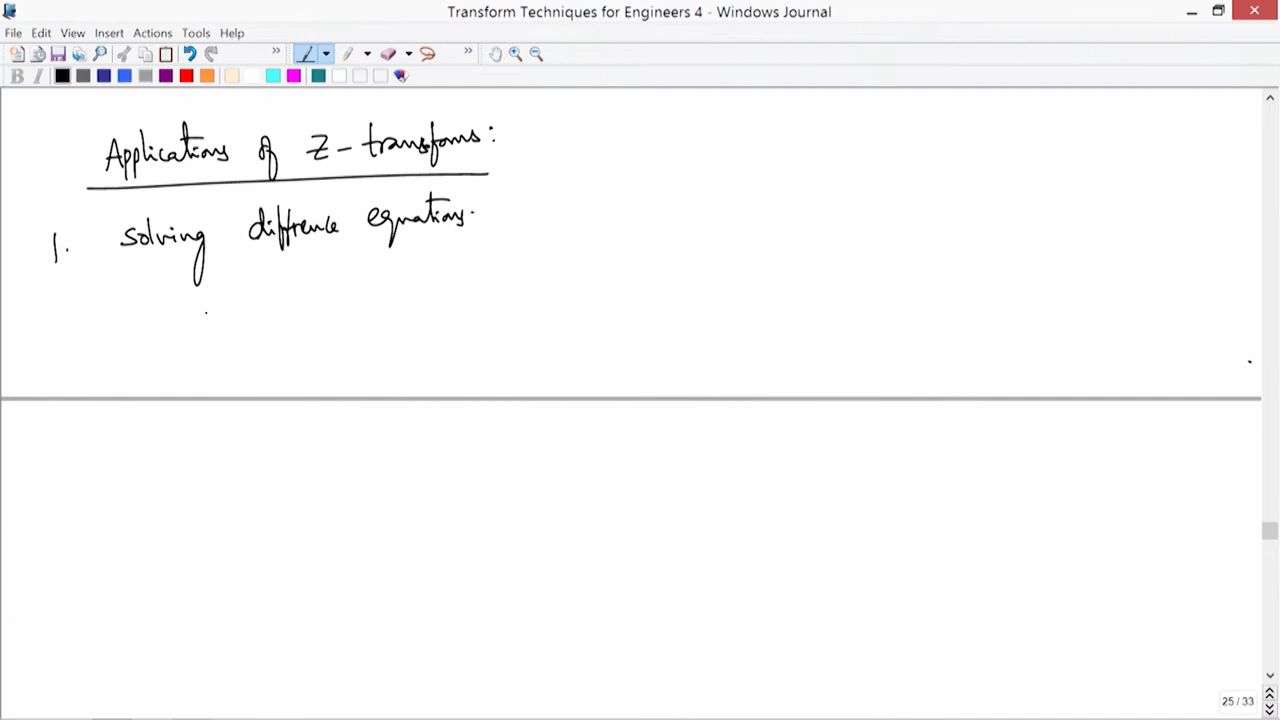 Transform Techniques for Engineers 4 - Windows Journal
File Edit View Insert Actions Tools Help
Applications of Z-transforms:
1. solving diffrence equations.
25 / 33